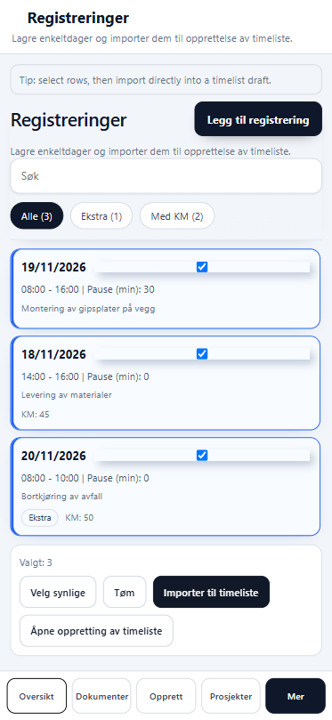 Registreringer
Lagre enkeltdager og importer dem til opprettelse av timeliste.
Tip: select rows, then import directly into a timelist draft.
Registreringer
Legg til registrering
Lagre enkeltdager og importer dem til opprettelse av timeliste.
Søk
Alle (3)
Ekstra (1)
Med KM (2)
19/11/2026
08:00 - 16:00 | Pause (min): 30
Montering av gipsplater på vegg
18/11/2026
14:00 - 16:00 | Pause (min): 0
Levering av materialer
KM: 45
20/11/2026
08:00 - 10:00 | Pause (min): 0
Bortkjøring av avfall
Ekstra KM: 50
Valgt: 3
Velg synlige
Tøm
Importer til timeliste
Åpne oppretting av timeliste
Oversikt
Dokumenter
Opprett
Prosjekter
Mer